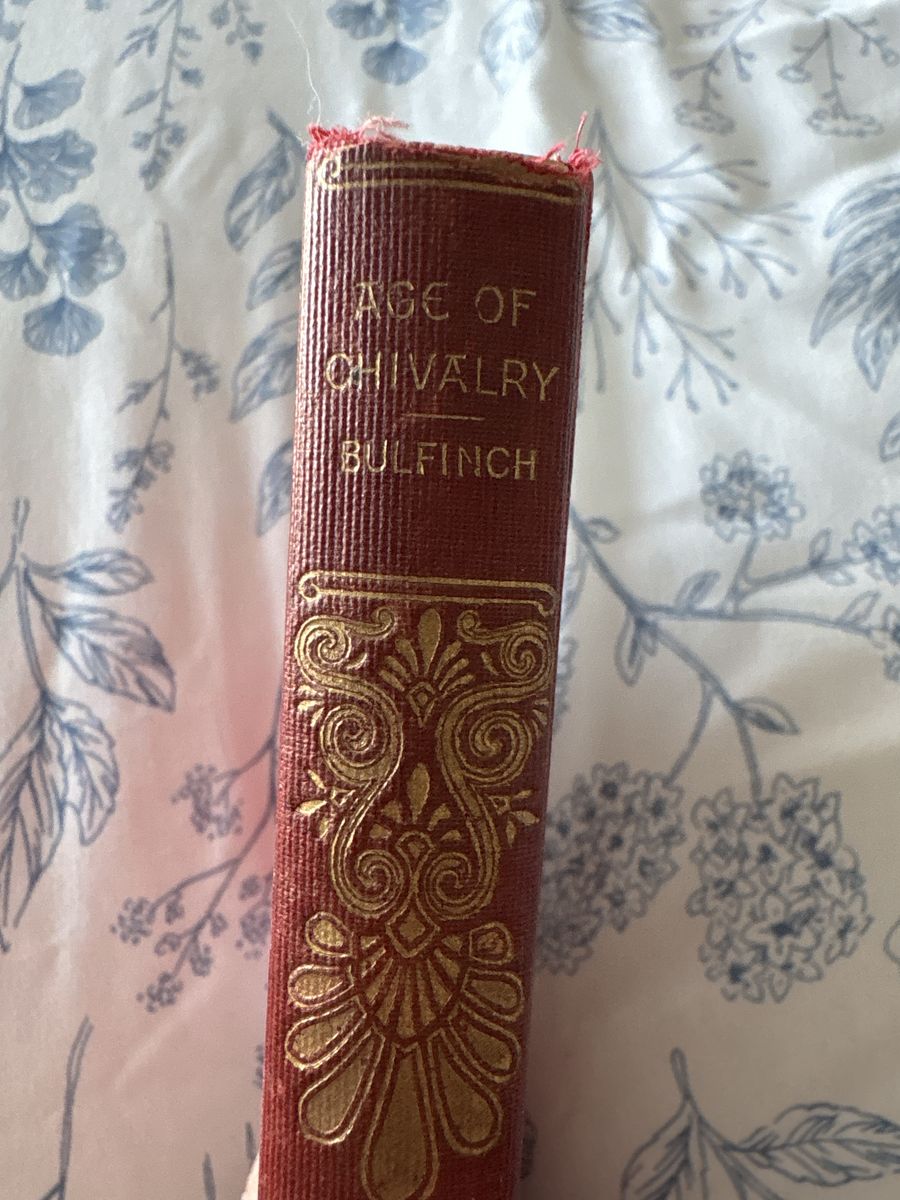 AGE OF
CHIVALRY
BULFINCH